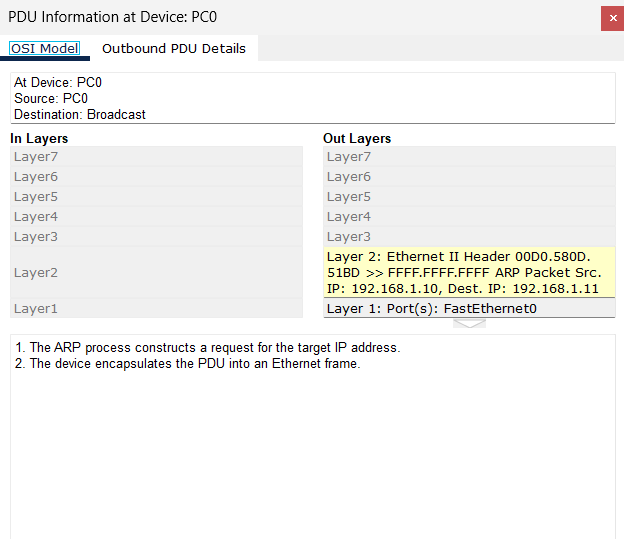 PDU Information at Device: PC0
OSI Model
Outbound PDU Details
At Device: PC0
Source: PC0
Destination: Broadcast
In Layers
Layer7
Layer6
Layer5
Layer4
Layer3
Layer2
Layer1
Out Layers
Layer7
Layer6
Layer5
Layer4
Layer3
Layer 2: Ethernet II Header 00D0.580D.
51BD >> FFFF.FFFF.FFFF ARP Packet Src.
IP: 192.168.1.10, Dest. IP: 192.168.1.11
Layer 1: Port(s): FastEthernet0
1. The ARP process constructs a request for the target IP address.
2. The device encapsulates the PDU into an Ethernet frame.